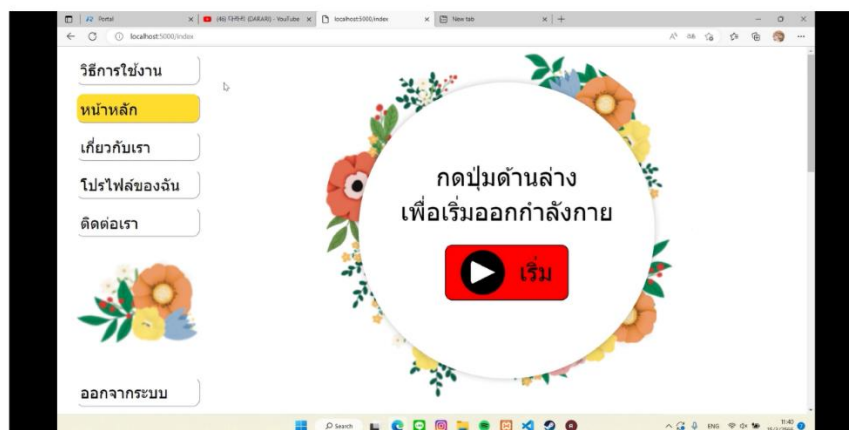 Portal
YouTube
localhost:5000/index
New tab
localhost:5000/index
วิธีการใช้งาน
หน้าหลัก
เกี่ยวกับเรา
โปรไฟล์ของฉัน
ติดต่อเรา
ออกจากระบบ
กดปุ่มด้านล่าง
เพื่อเริ่มออกกำลังกาย
เริ่ม
Search
ENG
11:40